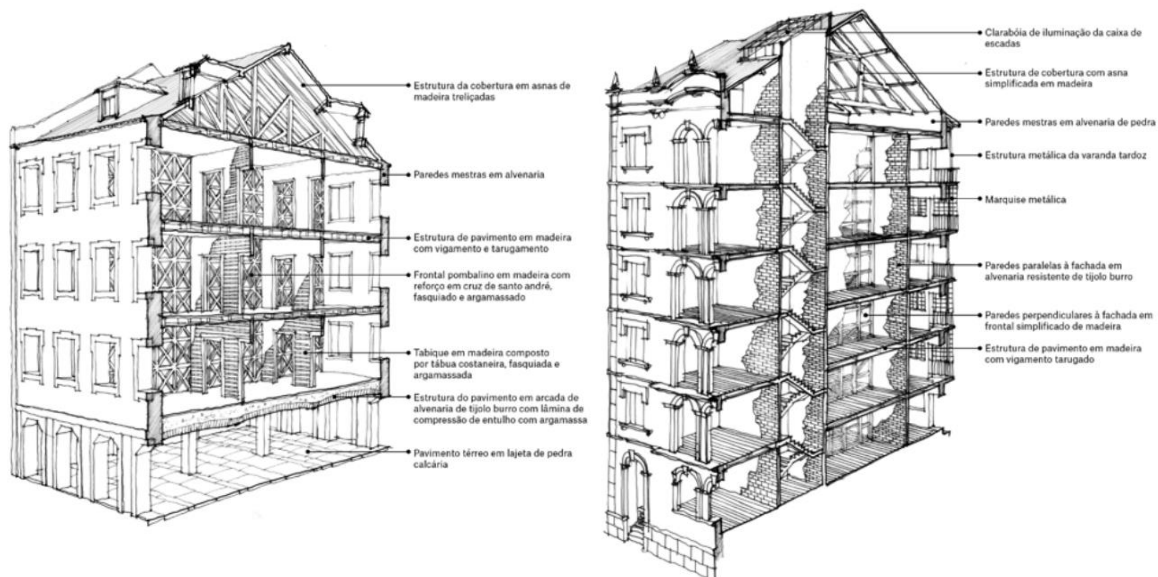 Estrutura da cobertura em asnas de
madeira treliçadas
Paredes mestras em alvenaria
Estrutura de pavimento em madeira
com vigamento e tarugamento
Frontal pombalino em madeira com
reforço em cruz de santo andré,
fasquiado e argamassado
Tabique em madeira composto
por tábua costaneira, fasquiada e
argamassada
Estrutura do pavimento em arcada de
alvenaria de tijolo burro com lâmina de
compressão de entulho com argamassa
Pavimento térreo em lajeta de pedra
calcária
Clarabóia de iluminação da caixa de
escadas
Estrutura de cobertura com asna
simplificada em madeira
Paredes mestras em alvenaria de pedra
Estrutura metálica da varanda tardoz
Marquise metálica
Paredes paralelas à fachada em
alvenaria resistente de tijolo burro
Paredes perpendiculares à fachada em
frontal simplificado de madeira
Estrutura de pavimento em madeira
com vigamento tarugado